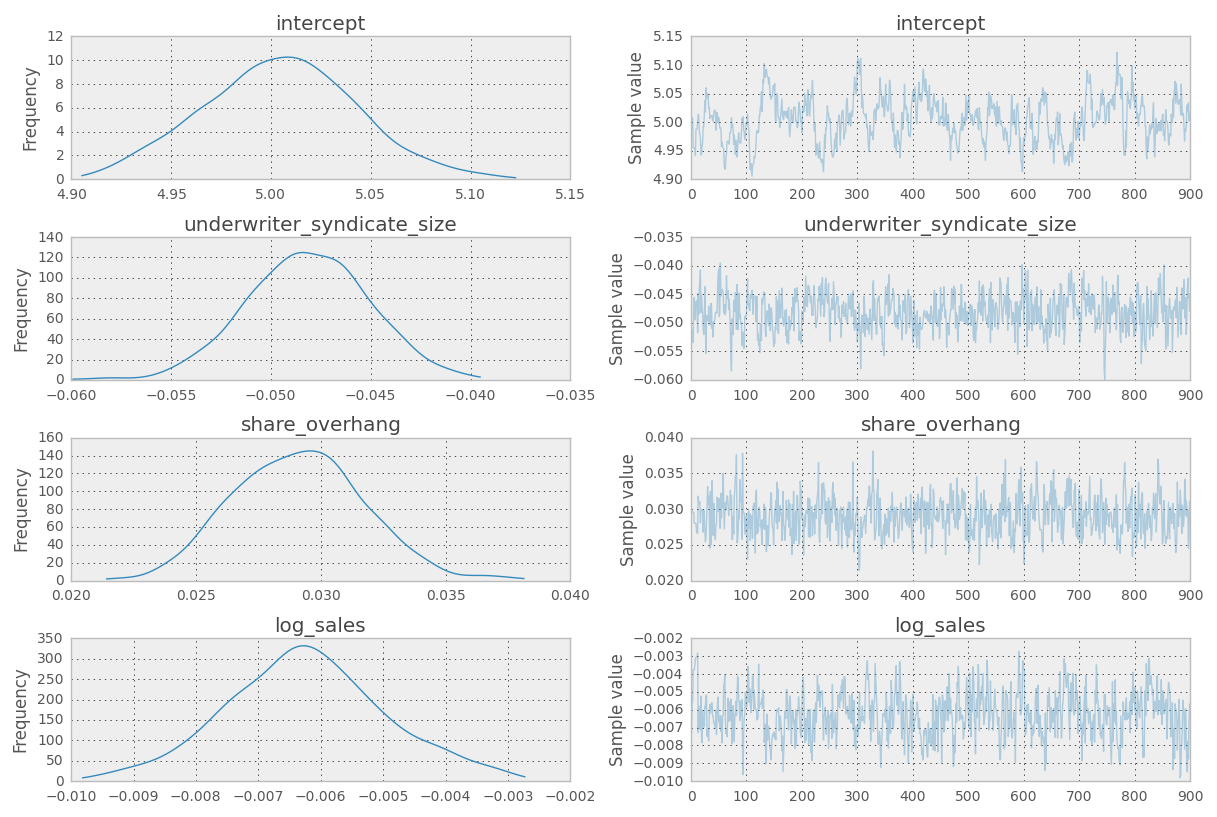 intercept
Frequency
12
10
8
6
4
2
0
4.90 4.95 5.00 5.05 5.10 5.15
intercept
Sample value
5.15
5.10
5.05
5.00
4.95
4.90
0 100 200 300 400 500 600 700 800 900
underwriter_syndicate_size
Frequency
140
120
100
80
60
40
20
0
−0.060 −0.055 −0.050 −0.045 −0.040 −0.035
underwriter_syndicate_size
Sample value
−0.035
−0.040
−0.045
−0.050
−0.055
−0.060
0 100 200 300 400 500 600 700 800 900
share_overhang
Frequency
160
140
120
100
80
60
40
20
0
0.020 0.025 0.030 0.035 0.040
share_overhang
Sample value
0.040
0.035
0.030
0.025
0.020
0 100 200 300 400 500 600 700 800 900
log_sales
Frequency
350
300
250
200
150
100
50
0
−0.010 −0.009 −0.008 −0.007 −0.006 −0.005 −0.004 −0.003 −0.002
log_sales
Sample value
−0.002
−0.003
−0.004
−0.005
−0.006
−0.007
−0.008
−0.009
−0.010
0 100 200 300 400 500 600 700 800 900